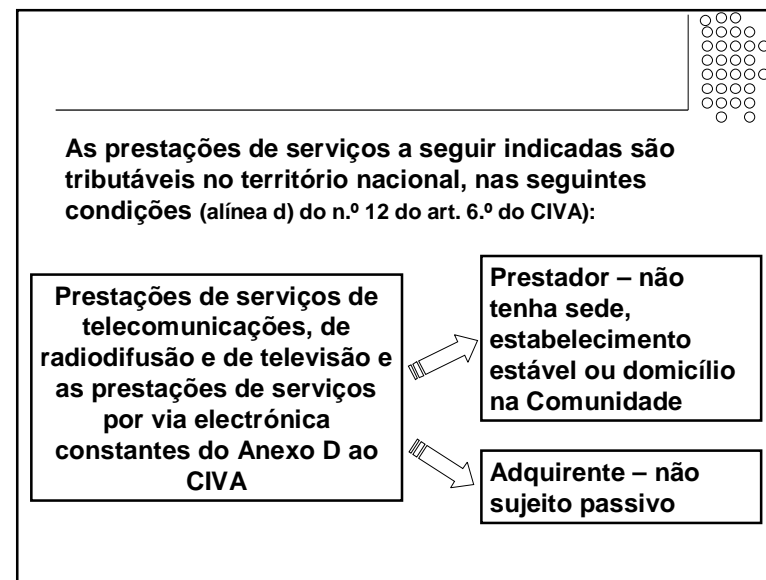 As prestações de serviços a seguir indicadas são
tributáveis no território nacional, nas seguintes
condições (alínea d) do n.º 12 do art. 6.º do CIVA):
Prestações de serviços de
telecomunicações, de
radiodifusão e de televisão e
as prestações de serviços
por via electrónica
constantes do Anexo D ao
CIVA
Prestador – não
tenha sede,
estabelecimento
estável ou domicílio
na Comunidade
Adquirente – não
sujeito passivo